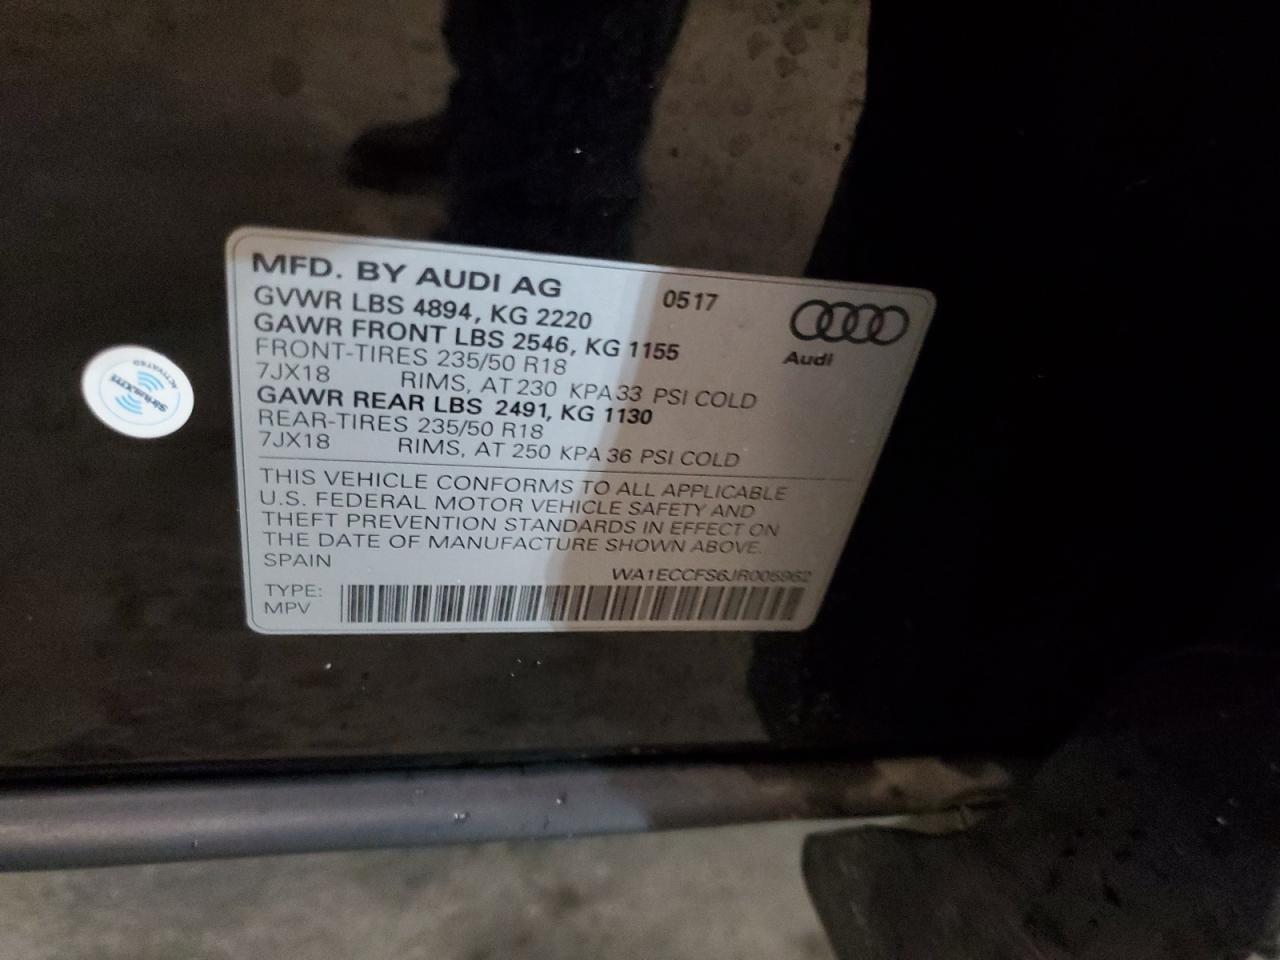 MFD. BY AUDI AG 0517
GVWR LBS 4894, KG 2220
GAWR FRONT LBS 2546, KG 1155
FRONT-TIRES 235/50 R18
7JX18 RIMS, AT 230 KPA 33 PSI COLD
GAWR REAR LBS 2491, KG 1130
REAR-TIRES 235/50 R18
7JX18 RIMS, AT 250 KPA 36 PSI COLD
Audi
THIS VEHICLE CONFORMS TO ALL APPLICABLE
U.S. FEDERAL MOTOR VEHICLE SAFETY AND
THEFT PREVENTION STANDARDS IN EFFECT ON
THE DATE OF MANUFACTURE SHOWN ABOVE.
SPAIN
WA1ECCFS6JR005962
TYPE:
MPV
siriusxm
ACTIVATED